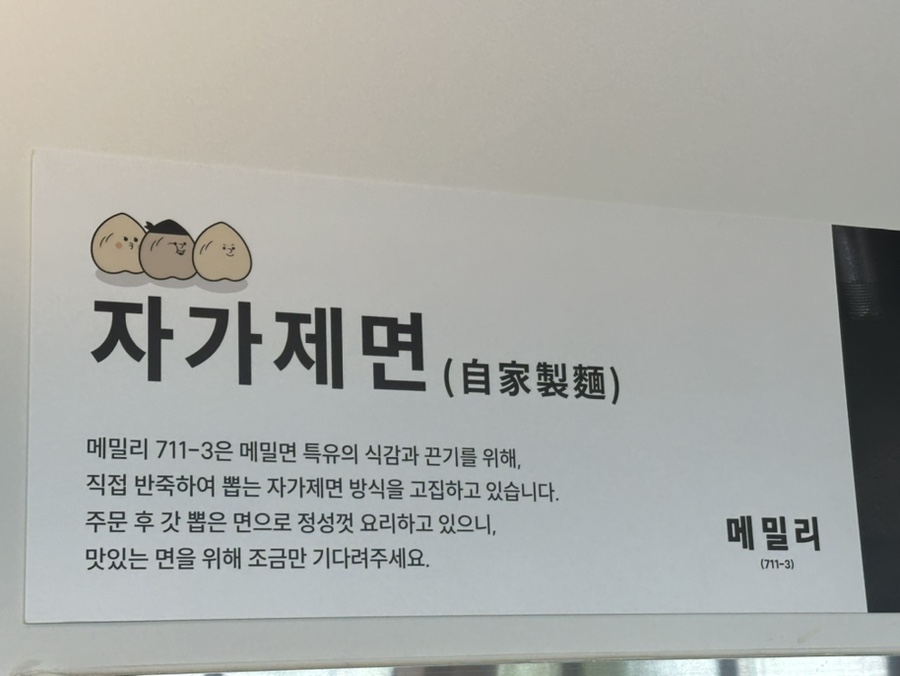 자가제면 (自家製麵)
메밀리 711-3은 메밀면 특유의 식감과 끈기를 위해,
직접 반죽하여 뽑는 자가제면 방식을 고집하고 있습니다.
주문 후 갓 뽑은 면으로 정성껏 요리하고 있으니,
맛있는 면을 위해 조금만 기다려주세요.
메밀리
(711-3)